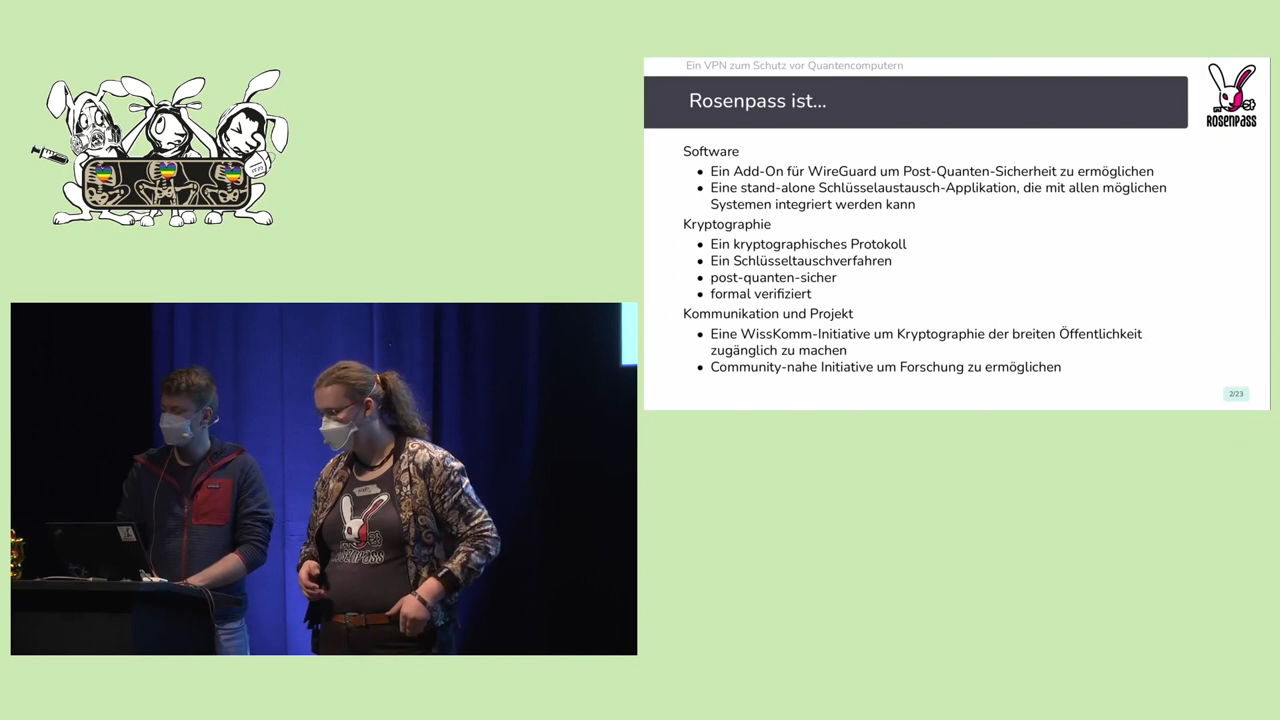 Ein VPN zum Schutz vor Quantencomputern
Rosenpass ist...
ROSENPASS
Software
• Ein Add-On für WireGuard um Post-Quanten-Sicherheit zu ermöglichen
• Eine stand-alone Schlüsselaustausch-Applikation, die mit allen möglichen
Systemen integriert werden kann
Kryptographie
• Ein kryptographisches Protokoll
• Ein Schlüsseltauschverfahren
• post-quanten-sicher
• formal verifiziert
Kommunikation und Projekt
• Eine WissKomm-Initiative um Kryptographie der breiten Öffentlichkeit
zugänglich zu machen
• Community-nahe Initiative um Forschung zu ermöglichen
2/23
ROSENPASS